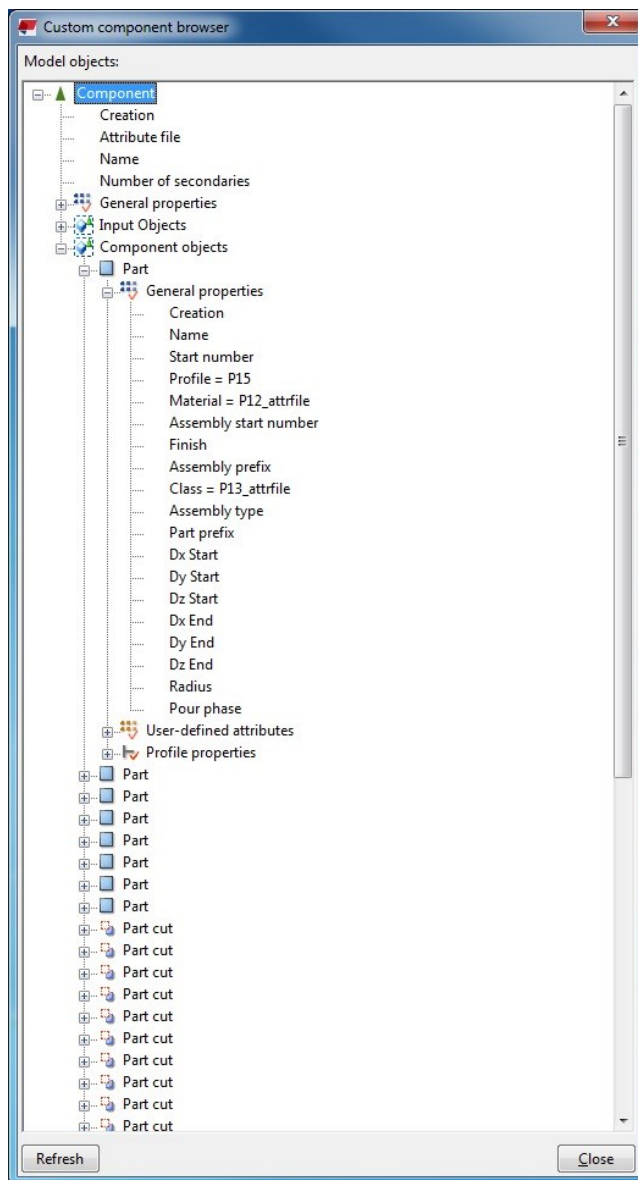 Custom component browser
Model objects:
Component
Creation
Attribute file
Name
Number of secondaries
General properties
Input Objects
Component objects
Part
General properties
Creation
Name
Start number
Profile = P15
Material = P12_attrfile
Assembly start number
Finish
Assembly prefix
Class = P13_attrfile
Assembly type
Part prefix
Dx Start
Dy Start
Dz Start
Dx End
Dy End
Dz End
Radius
Pour phase
User-defined attributes
Profile properties
Part
Part
Part
Part
Part
Part
Part
Part cut
Part cut
Part cut
Part cut
Part cut
Part cut
Part cut
Part cut
Part cut
Part cut
Refresh
Close